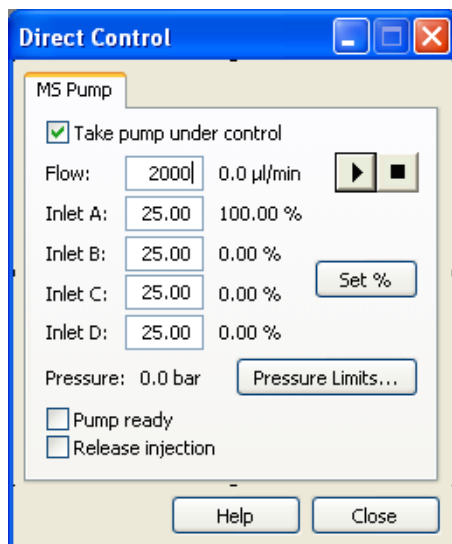 Direct Control
MS Pump
Take pump under control
Flow: 2000 0.0 µl/min
Inlet A: 25.00 100.00 %
Inlet B: 25.00 0.00 %
Set %
Inlet C: 25.00 0.00 %
Inlet D: 25.00 0.00 %
Pressure: 0.0 bar Pressure Limits...
Pump ready
Release injection
Help Close